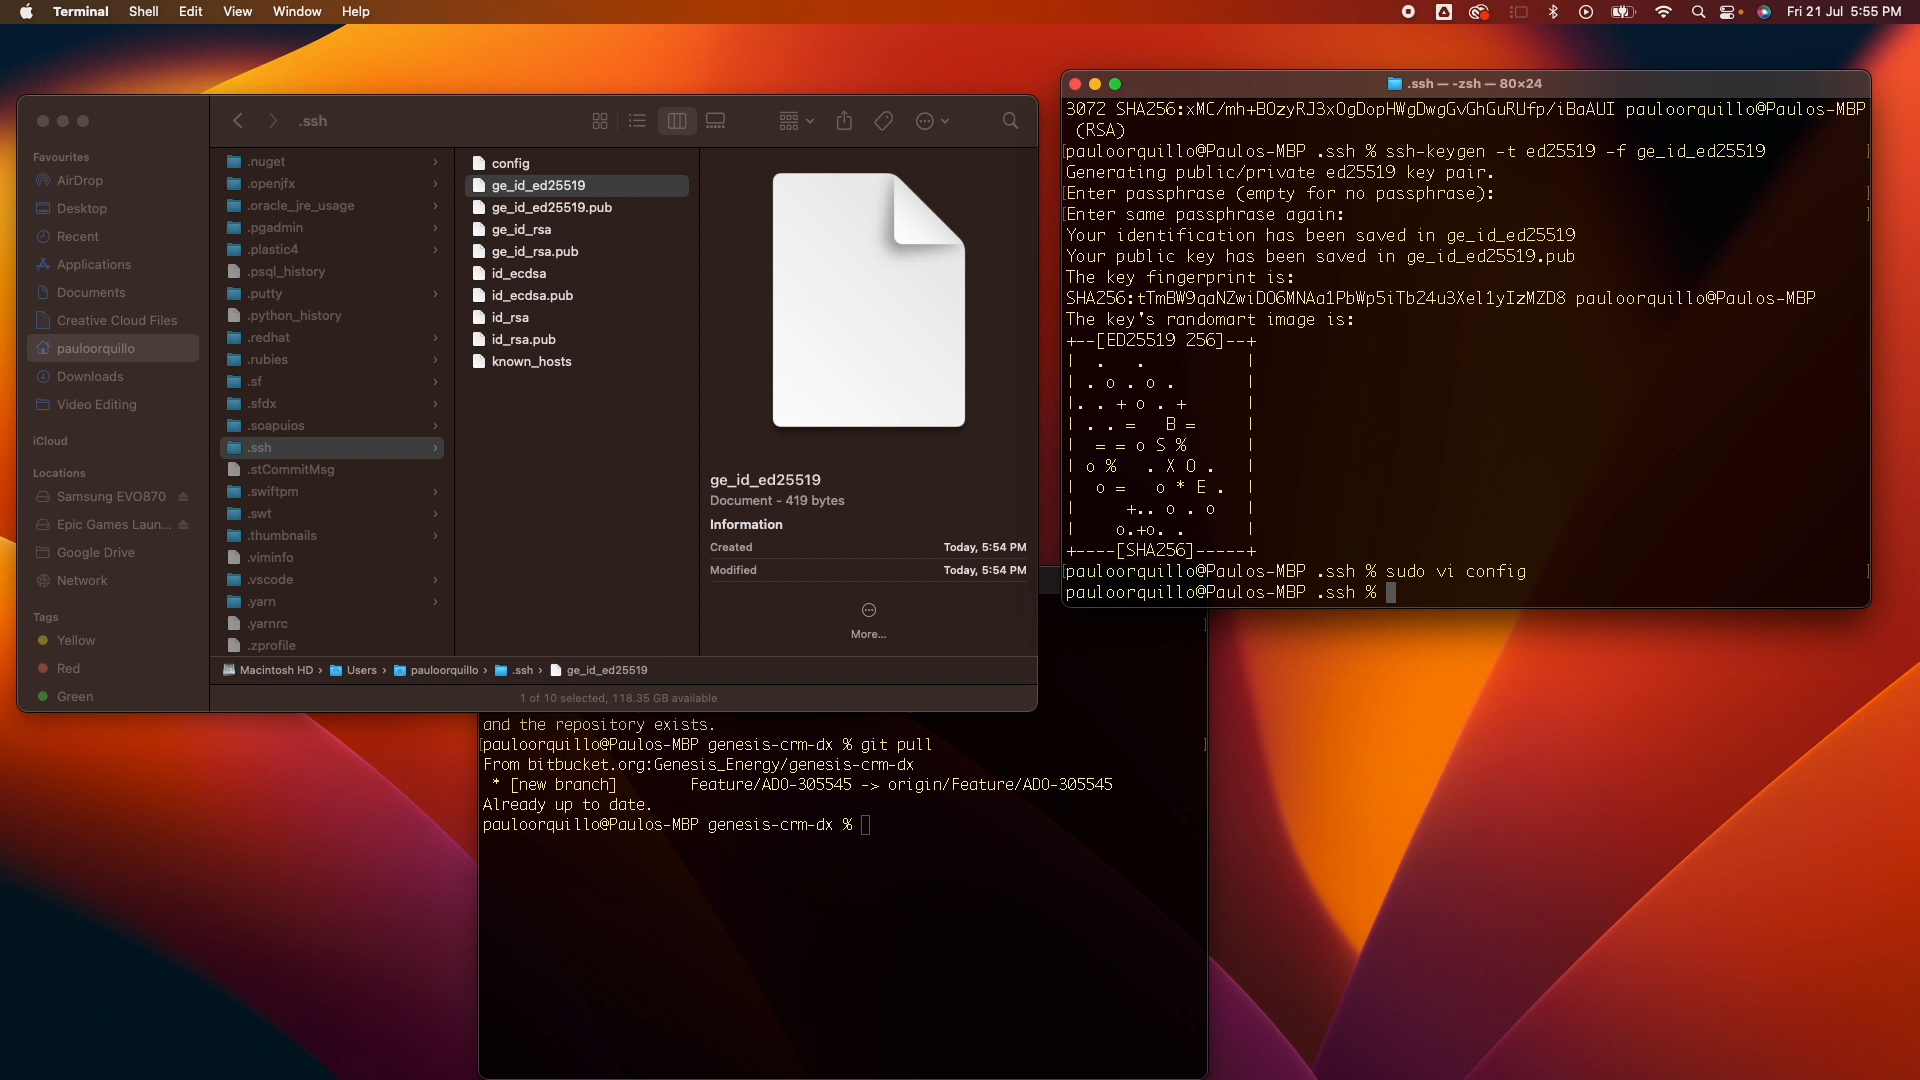 Terminal Shell Edit View Window Help
Fri 21 Jul 5:55 PM
.ssh
Favourites
AirDrop
Desktop
Recent
Applications
Documents
Creative Cloud Files
pauloorquillo
Downloads
Video Editing
iCloud
Locations
Samsung EVO870
Epic Games Laun...
Google Drive
Network
Tags
Yellow
Red
Green
.nuget
.openjfx
.oracle_jre_usage
.pgadmin
.plastic4
.psql_history
.putty
.python_history
.redhat
.rubies
.sf
.sfdx
.soapuios
.ssh
.stCommitMsg
.swiftpm
.swt
.thumbnails
.viminfo
.vscode
.yarn
.yarnrc
.zprofile
config
ge_id_ed25519
ge_id_ed25519.pub
ge_id_rsa
ge_id_rsa.pub
id_ecdsa
id_ecdsa.pub
id_rsa
id_rsa.pub
known_hosts
ge_id_ed25519
Document - 419 bytes
Information
Created Today, 5:54 PM
Modified Today, 5:54 PM
More...
Macintosh HD › Users › pauloorquillo › .ssh › ge_id_ed25519
1 of 10 selected, 118.35 GB available
.ssh — -zsh — 80×24
3072 SHA256:xMC/mh+BOzyRJ3xOgDopHWgDwgGvGhGuRUfp/iBaAUI pauloorquillo@Paulos-MBP
(RSA)
[pauloorquillo@Paulos-MBP .ssh % ssh-keygen -t ed25519 -f ge_id_ed25519 ]
Generating public/private ed25519 key pair.
[Enter passphrase (empty for no passphrase): ]
[Enter same passphrase again: ]
Your identification has been saved in ge_id_ed25519
Your public key has been saved in ge_id_ed25519.pub
The key fingerprint is:
SHA256:tTmBW9qaNZwiDO6MNAa1PbWp5iTb24u3Xel1yIzMZD8 pauloorquillo@Paulos-MBP
The key's randomart image is:
+--[ED25519 256]--+
|  .   .          |
| . o . o .       |
|. . + o . +      |
| . . =   B =     |
|  = = o S %      |
| o %   . X O .   |
|  o =   o * E .  |
|     +.. o . o   |
|    o.+o. .      |
+----[SHA256]-----+
[pauloorquillo@Paulos-MBP .ssh % sudo vi config ]
pauloorquillo@Paulos-MBP .ssh %
and the repository exists.
[pauloorquillo@Paulos-MBP genesis-crm-dx % git pull ]
From bitbucket.org:Genesis_Energy/genesis-crm-dx
* [new branch] Feature/ADO-305545 -> origin/Feature/ADO-305545
Already up to date.
pauloorquillo@Paulos-MBP genesis-crm-dx %